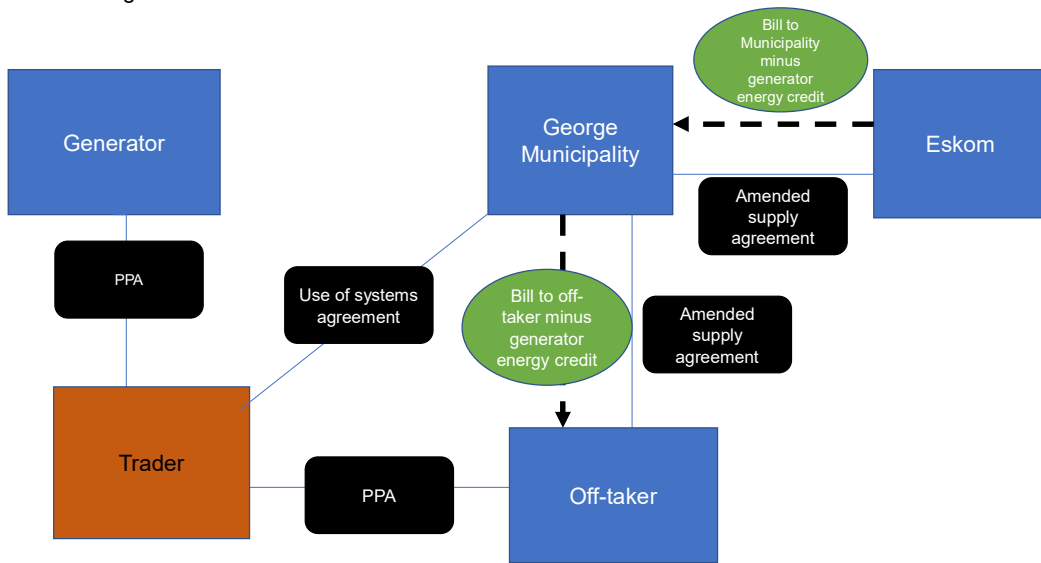 Bill to
Municipality
minus
generator
energy credit
Generator
George
Municipality
Eskom
Amended
supply
agreement
PPA
Use of systems
agreement
Bill to off-
taker minus
generator
energy credit
Amended
supply
agreement
Trader
PPA
Off-taker